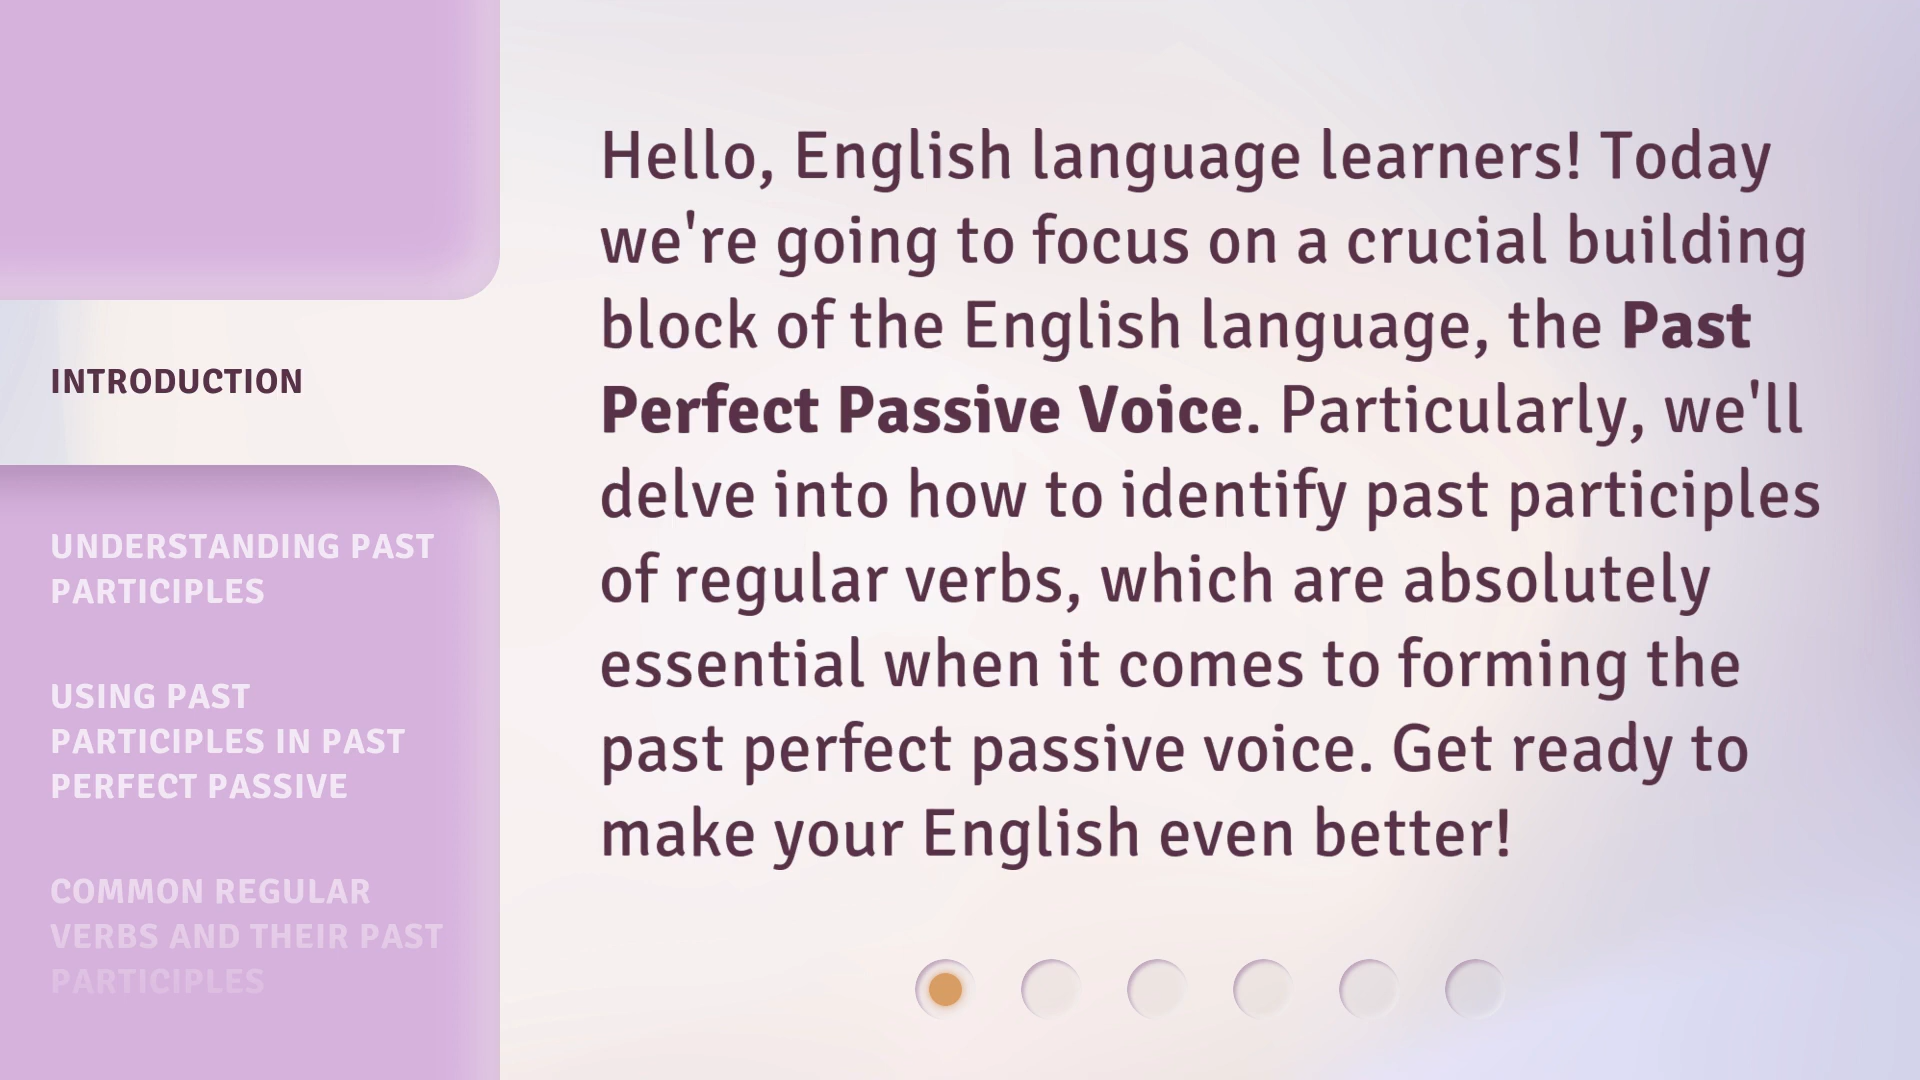 INTRODUCTION
UNDERSTANDING PAST
PARTICIPLES
USING PAST
PARTICIPLES IN PAST
PERFECT PASSIVE
COMMON REGULAR
VERBS AND THEIR PAST
PARTICIPLES
Hello, English language learners! Today
we're going to focus on a crucial building
block of the English language, the Past
Perfect Passive Voice. Particularly, we'll
delve into how to identify past participles
of regular verbs, which are absolutely
essential when it comes to forming the
past perfect passive voice. Get ready to
make your English even better!